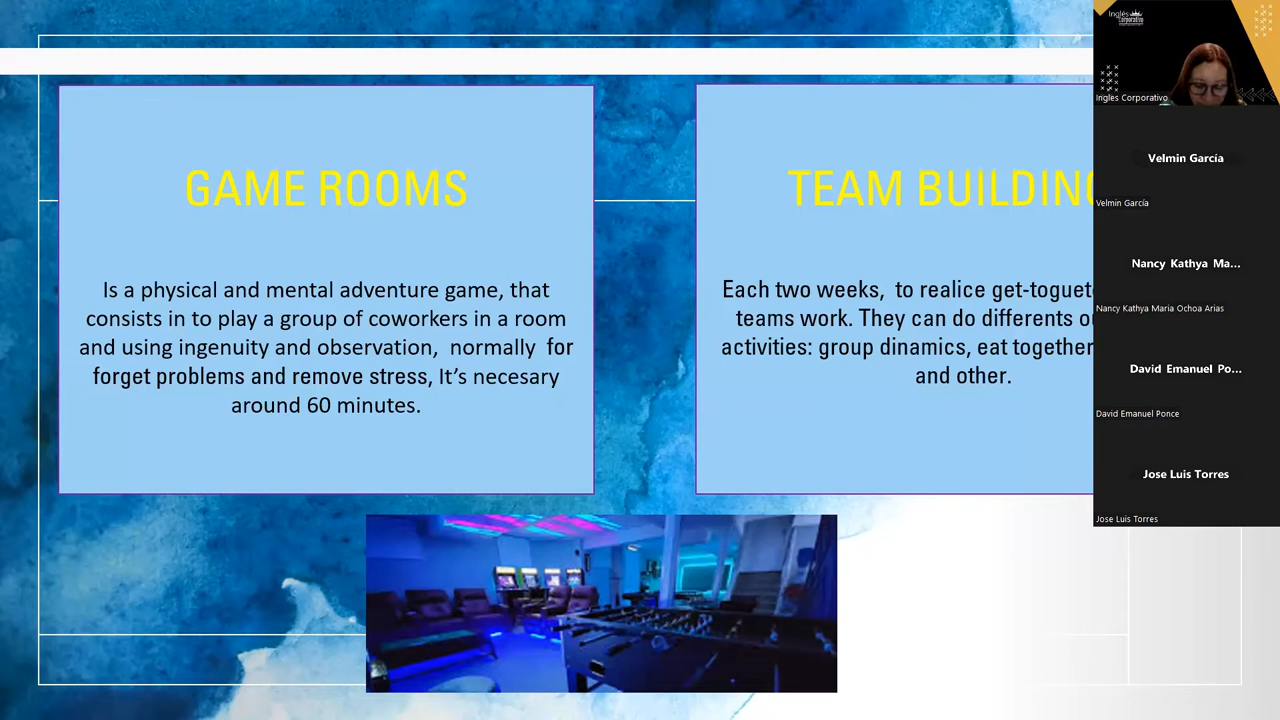 GAME ROOMS
Is a physical and mental adventure game, that
consists in to play a group of coworkers in a room
and using ingenuity and observation, normally for
forget problems and remove stress, It's necesary
around 60 minutes.
TEAM BUILDING
Each two weeks, to realice get-toguet
teams work. They can do differents o
activities: group dinamics, eat together
and other.
Inglés
Corporativo
Ingles Corporativo
Velmin García
Velmin García
Nancy Kathya Ma...
Nancy Kathya Maria Ochoa Arias
David Emanuel Po...
David Emanuel Ponce
Jose Luis Torres
Jose Luis Torres